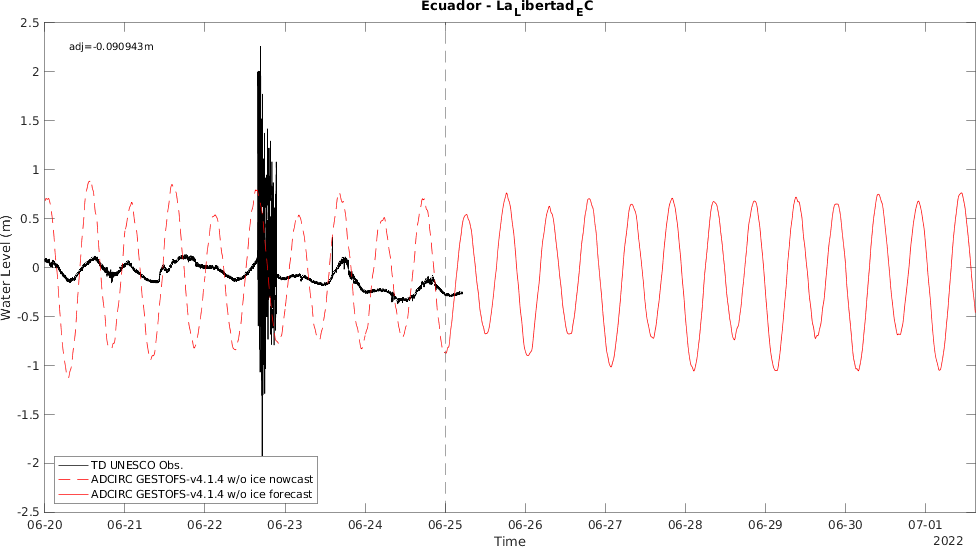 Ecuador - LaLibertadEC
adj=-0.090943m
2.5
2
1.5
1
0.5
0
-0.5
-1
-1.5
-2
-2.5
Water Level (m)
TD UNESCO Obs.
ADCIRC GESTOFS-v4.1.4 w/o ice nowcast
ADCIRC GESTOFS-v4.1.4 w/o ice forecast
06-20 06-21 06-22 06-23 06-24 06-25 06-26 06-27 06-28 06-29 06-30 07-01
Time
2022